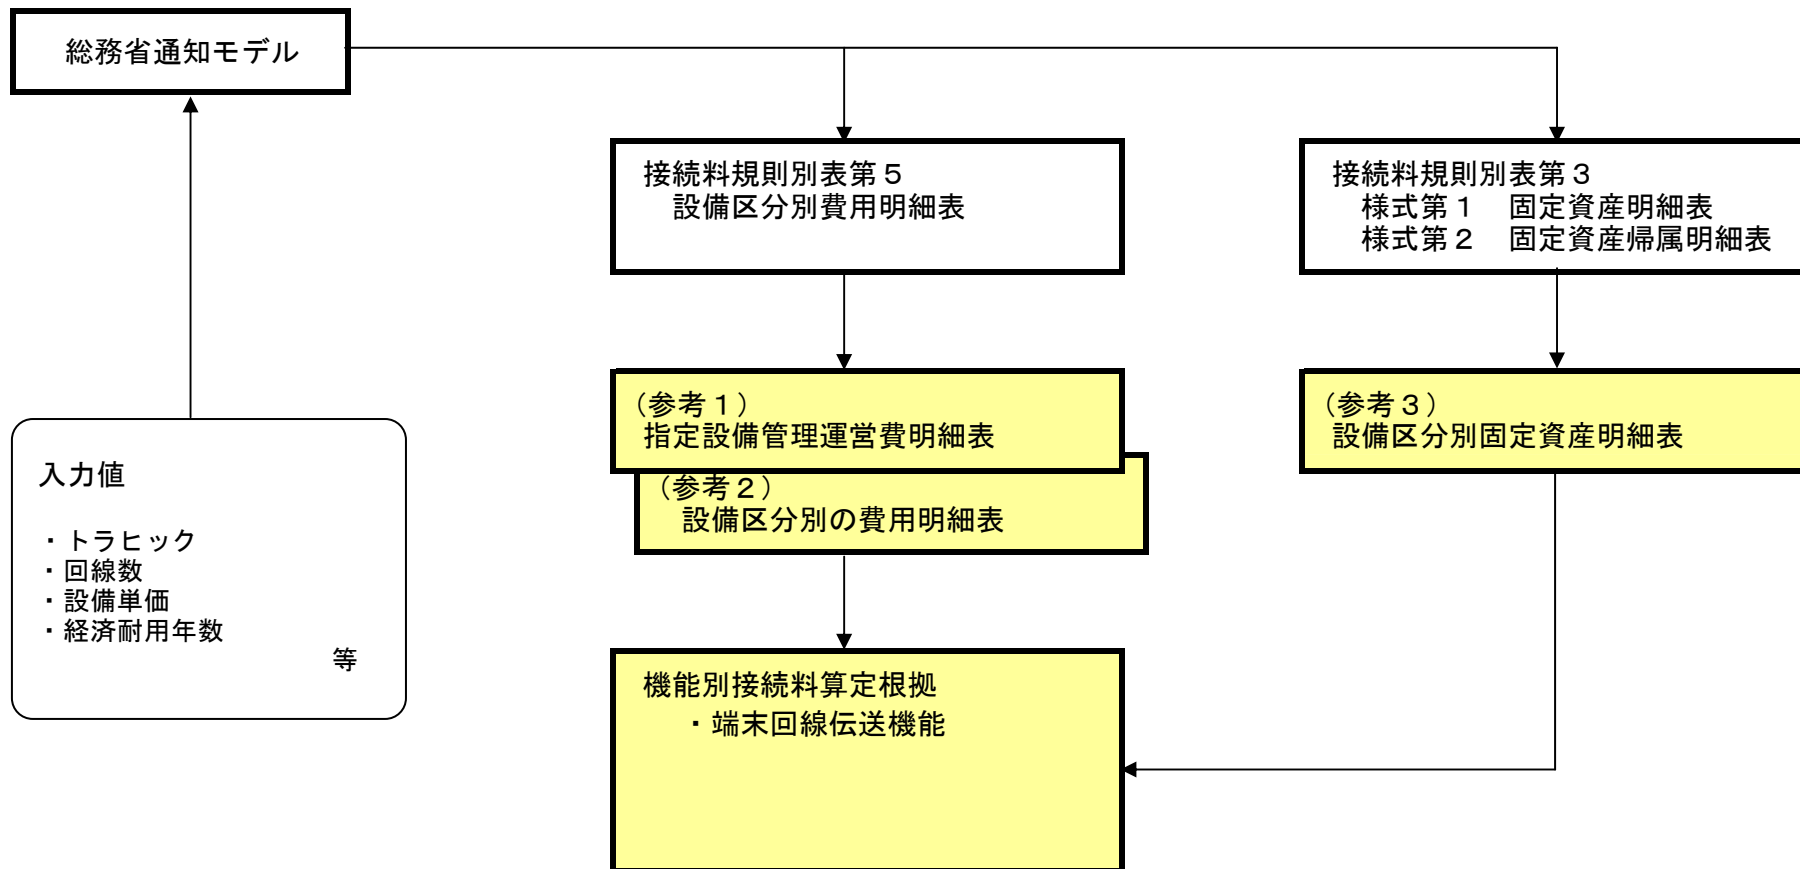 総務省通知モデル
接続料規則別表第５
設備区分別費用明細表
接続料規則別表第３
様式第１　固定資産明細表
様式第２　固定資産帰属明細表
（参考１）
指定設備管理運営費明細表
（参考２）
設備区分別の費用明細表
（参考３）
設備区分別固定資産明細表
入力値
・トラヒック
・回線数
・設備単価
・経済耐用年数
等
機能別接続料算定根拠
・端末回線伝送機能